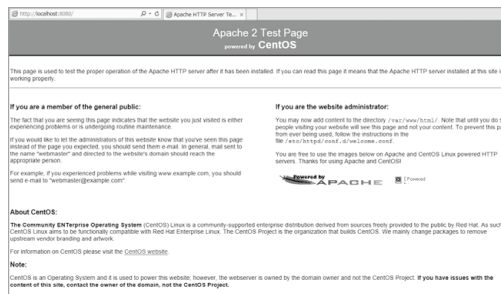 http://localhost:8080/
Apache HTTP Server Te...
Apache 2 Test Page
powered by CentOS
This page is used to test the proper operation of the Apache HTTP server after it has been installed. If you can read this page it means that the Apache HTTP server installed at this site is
working properly.
If you are a member of the general public:
The fact that you are seeing this page indicates that the website you just visited is either
experiencing problems or is undergoing routine maintenance.
If you would like to let the administrators of this website know that you've seen this page
instead of the page you expected, you should send them e-mail. In general, mail sent to
the name "webmaster" and directed to the website's domain should reach the
appropriate person.
For example, if you experienced problems while visiting www.example.com, you should
send e-mail to "webmaster@example.com".
If you are the website administrator:
You may now add content to the directory /var/www/html/. Note that until you do s
people visiting your website will see this page and not your content. To prevent this pa
from ever being used, follow the instructions in the
file /etc/httpd/conf.d/welcome.conf.
You are free to use the images below on Apache and CentOS Linux powered HTTP
servers. Thanks for using Apache and CentOS!
Powered by
APACHE
Powered
About CentOS:
The Community ENTerprise Operating System (CentOS) Linux is a community-supported enterprise distribution derived from sources freely provided to the public by Red Hat. As such
CentOS Linux aims to be functionally compatible with Red Hat Enterprise Linux. The CentOS Project is the organization that builds CentOS. We mainly change packages to remove
upstream vendor branding and artwork.
For information on CentOS please visit the CentOS website.
Note:
CentOS is an Operating System and it is used to power this website; however, the webserver is owned by the domain owner and not the CentOS Project. If you have issues with the
content of this site, contact the owner of the domain, not the CentOS Project.